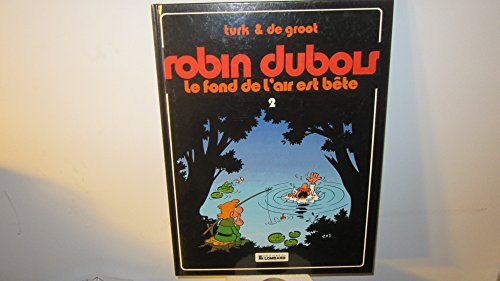 turk & de groot
robin dubois
Le fond de L'air est bête
2
LOMBARD